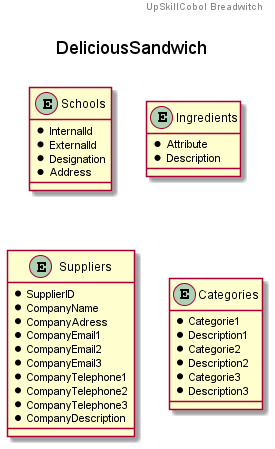 UpSkillCobol Breadwitch
DeliciousSandwich
E Schools
InternalId
ExternalId
Designation
Address
E Ingredients
Attribute
Description
E Suppliers
SupplierID
CompanyName
CompanyAdress
CompanyEmail1
CompanyEmail2
CompanyEmail3
CompanyTelephone1
CompanyTelephone2
CompanyTelephone3
CompanyDescription
E Categories
Categorie1
Description1
Categorie2
Description2
Categorie3
Description3